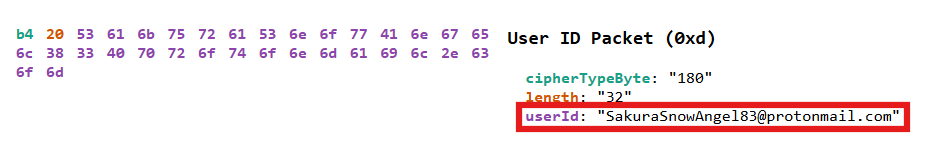 b4 20 53 61 6b 75 72 61 53 6e 6f 77 41 6e 67 65
6c 38 33 40 70 72 6f 74 6f 6e 6d 61 69 6c 2e 63
6f 6d
User ID Packet (0xd)
cipherTypeByte: "180"
length: "32"
userId: "SakuraSnowAngel83@protonmail.com"